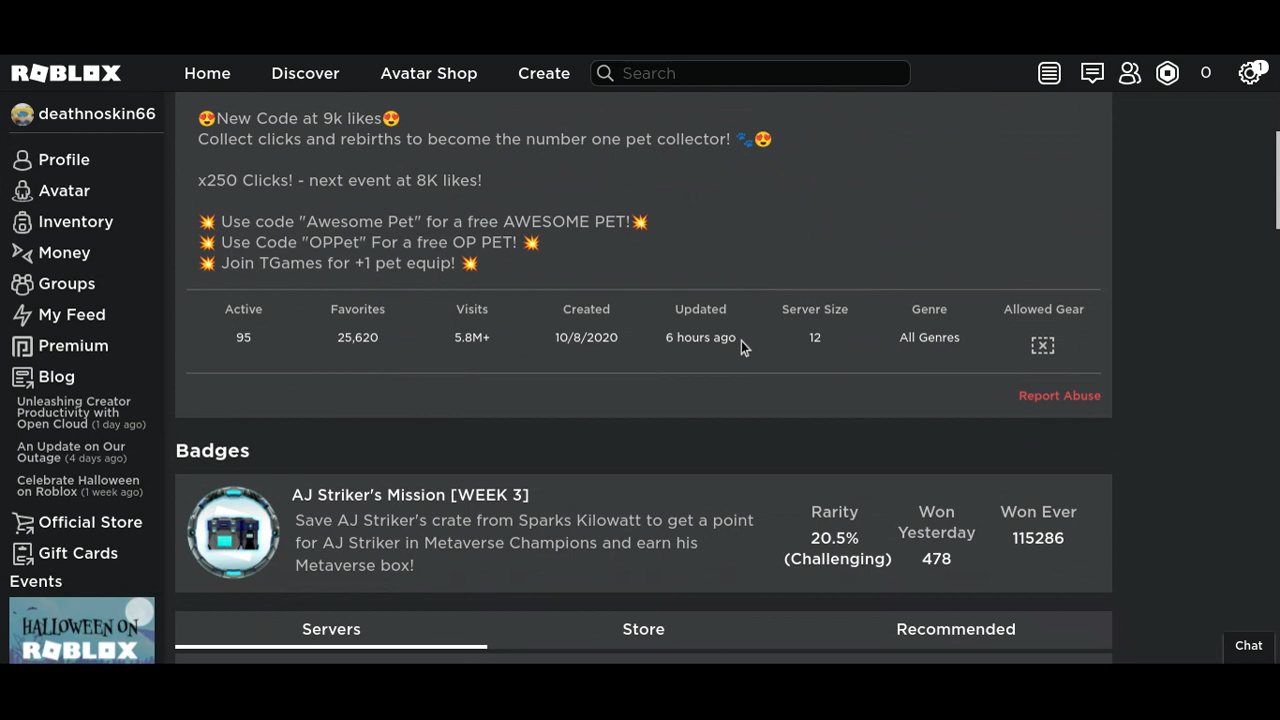 ROBLOX Home Discover Avatar Shop Create Search 0 1
deathnoskin66
Profile
Avatar
Inventory
Money
Groups
My Feed
Premium
Blog
Unleashing Creator
Productivity with
Open Cloud (1 day ago)
An Update on Our
Outage (4 days ago)
Celebrate Halloween
on Roblox (1 week ago)
Official Store
Gift Cards
Events
HALLOWEEN ON
ROBLOX
😍New Code at 9k likes😍
Collect clicks and rebirths to become the number one pet collector! 🐾😍
x250 Clicks! - next event at 8K likes!
💥 Use code "Awesome Pet" for a free AWESOME PET!💥
💥 Use Code "OPPet" For a free OP PET! 💥
💥 Join TGames for +1 pet equip! 💥
Active Favorites Visits Created Updated Server Size Genre Allowed Gear
95 25,620 5.8M+ 10/8/2020 6 hours ago 12 All Genres
Report Abuse
Badges
AJ Striker's Mission [WEEK 3]
Save AJ Striker's crate from Sparks Kilowatt to get a point
for AJ Striker in Metaverse Champions and earn his
Metaverse box!
Rarity
20.5%
(Challenging)
Won
Yesterday
478
Won Ever
115286
Servers Store Recommended
Chat